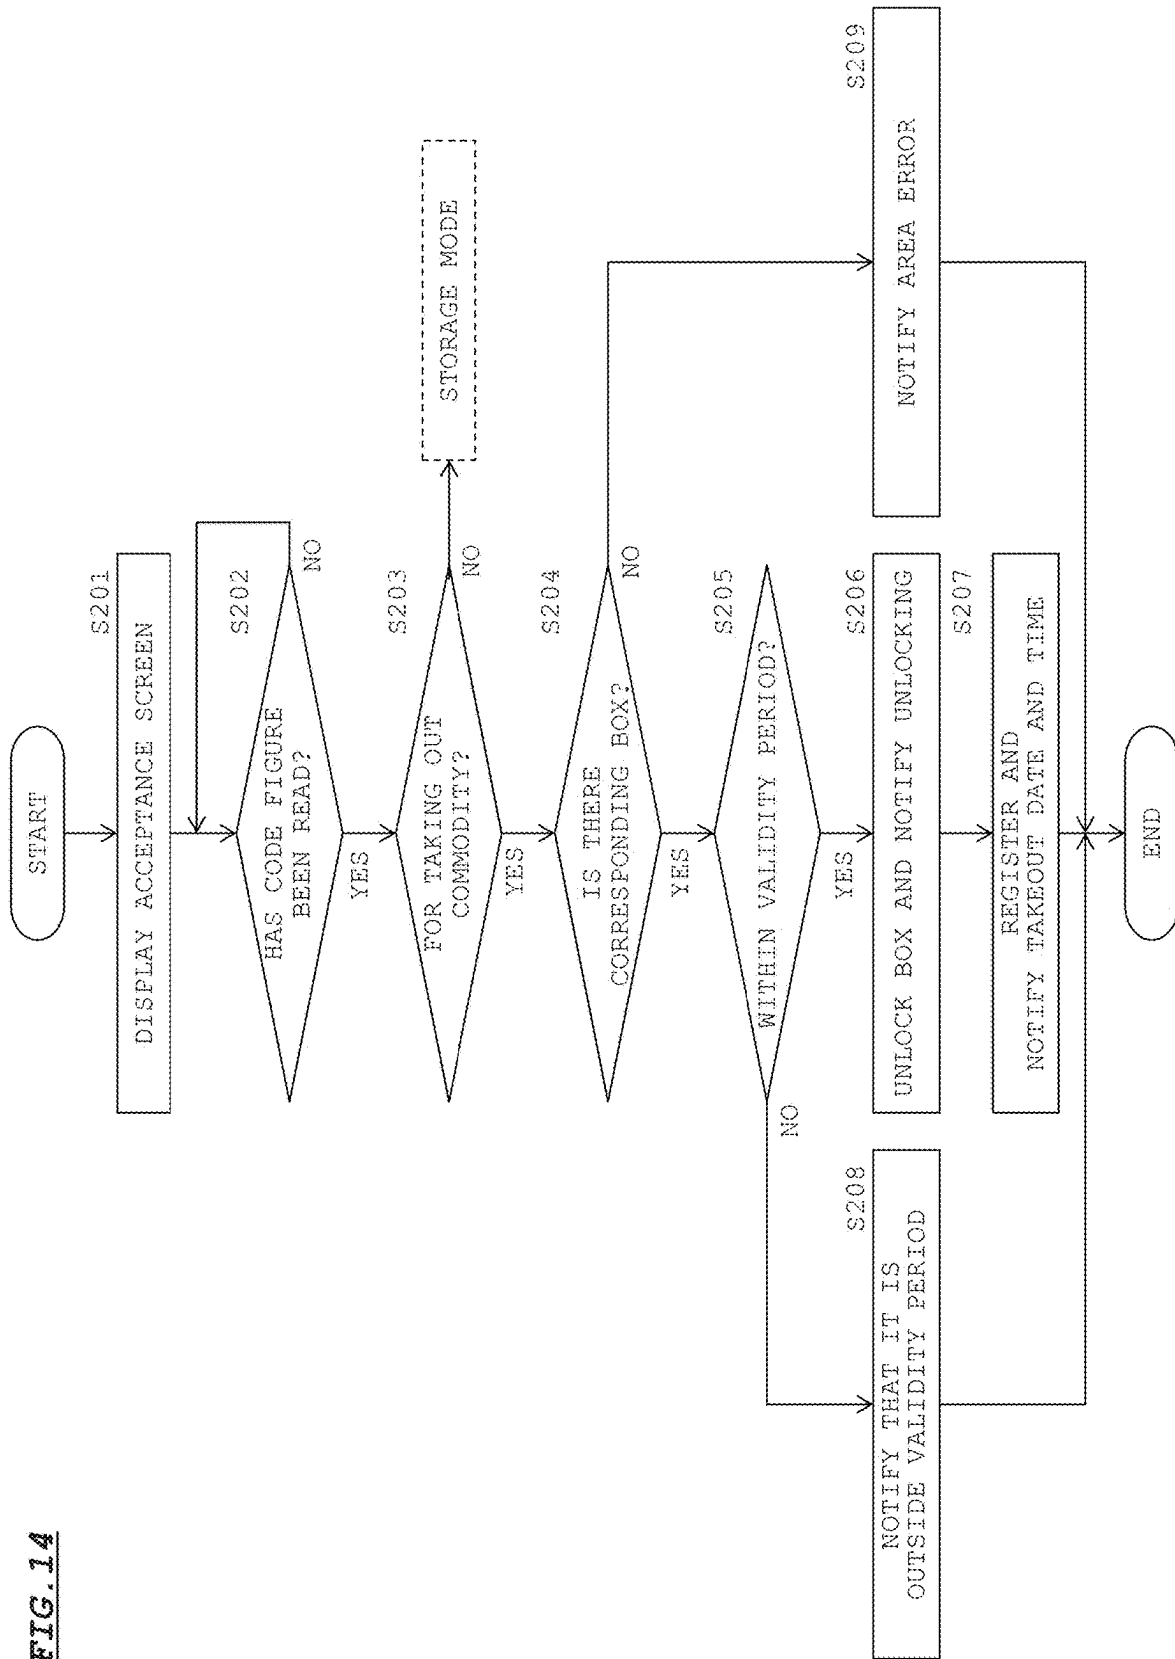 FIG.14
START
S201
DISPLAY ACCEPTANCE SCREEN
S202
HAS CODE FIGURE
BEEN READ?
NO
YES
S203
FOR TAKING OUT
COMMODITY?
NO
STORAGE MODE
YES
S204
IS THERE
CORRESPONDING BOX?
NO
YES
S205
WITHIN VALIDITY PERIOD?
NO
YES
S208
NOTIFY THAT IT IS
OUTSIDE VALIDITY PERIOD
S206
UNLOCK BOX AND NOTIFY UNLOCKING
S209
NOTIFY AREA ERROR
S207
REGISTER AND
NOTIFY TAKEOUT DATE AND TIME
END